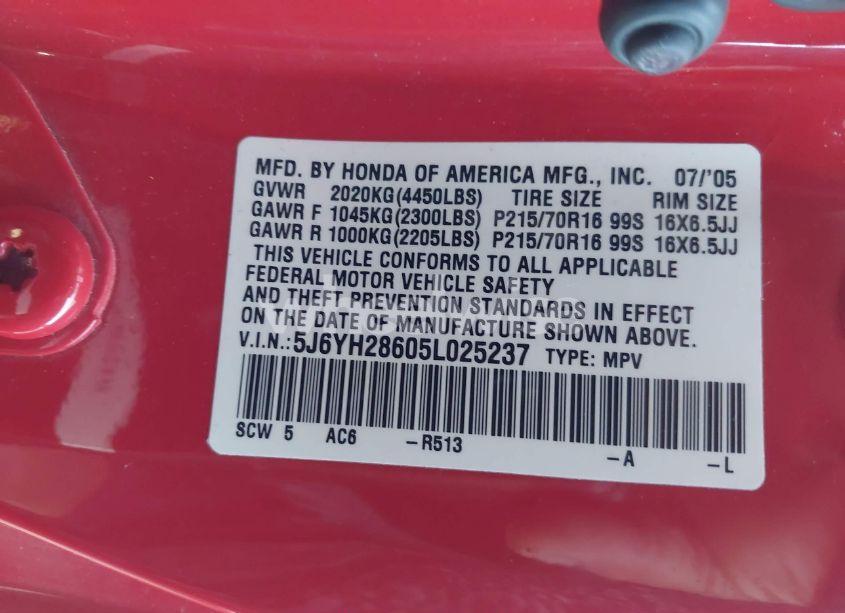 MFD. BY HONDA OF AMERICA MFG., INC. 07/'05
GVWR 2020KG(4450LBS) TIRE SIZE RIM SIZE
GAWR F 1045KG(2300LBS) P215/70R16 99S 16X6.5JJ
GAWR R 1000KG(2205LBS) P215/70R16 99S 16X6.5JJ
THIS VEHICLE CONFORMS TO ALL APPLICABLE
FEDERAL MOTOR VEHICLE SAFETY
AND THEFT PREVENTION STANDARDS IN EFFECT
ON THE DATE OF MANUFACTURE SHOWN ABOVE.
V.I.N.:5J6YH28605L025237 TYPE: MPV
SCW 5 AC6 -R513 -A -L